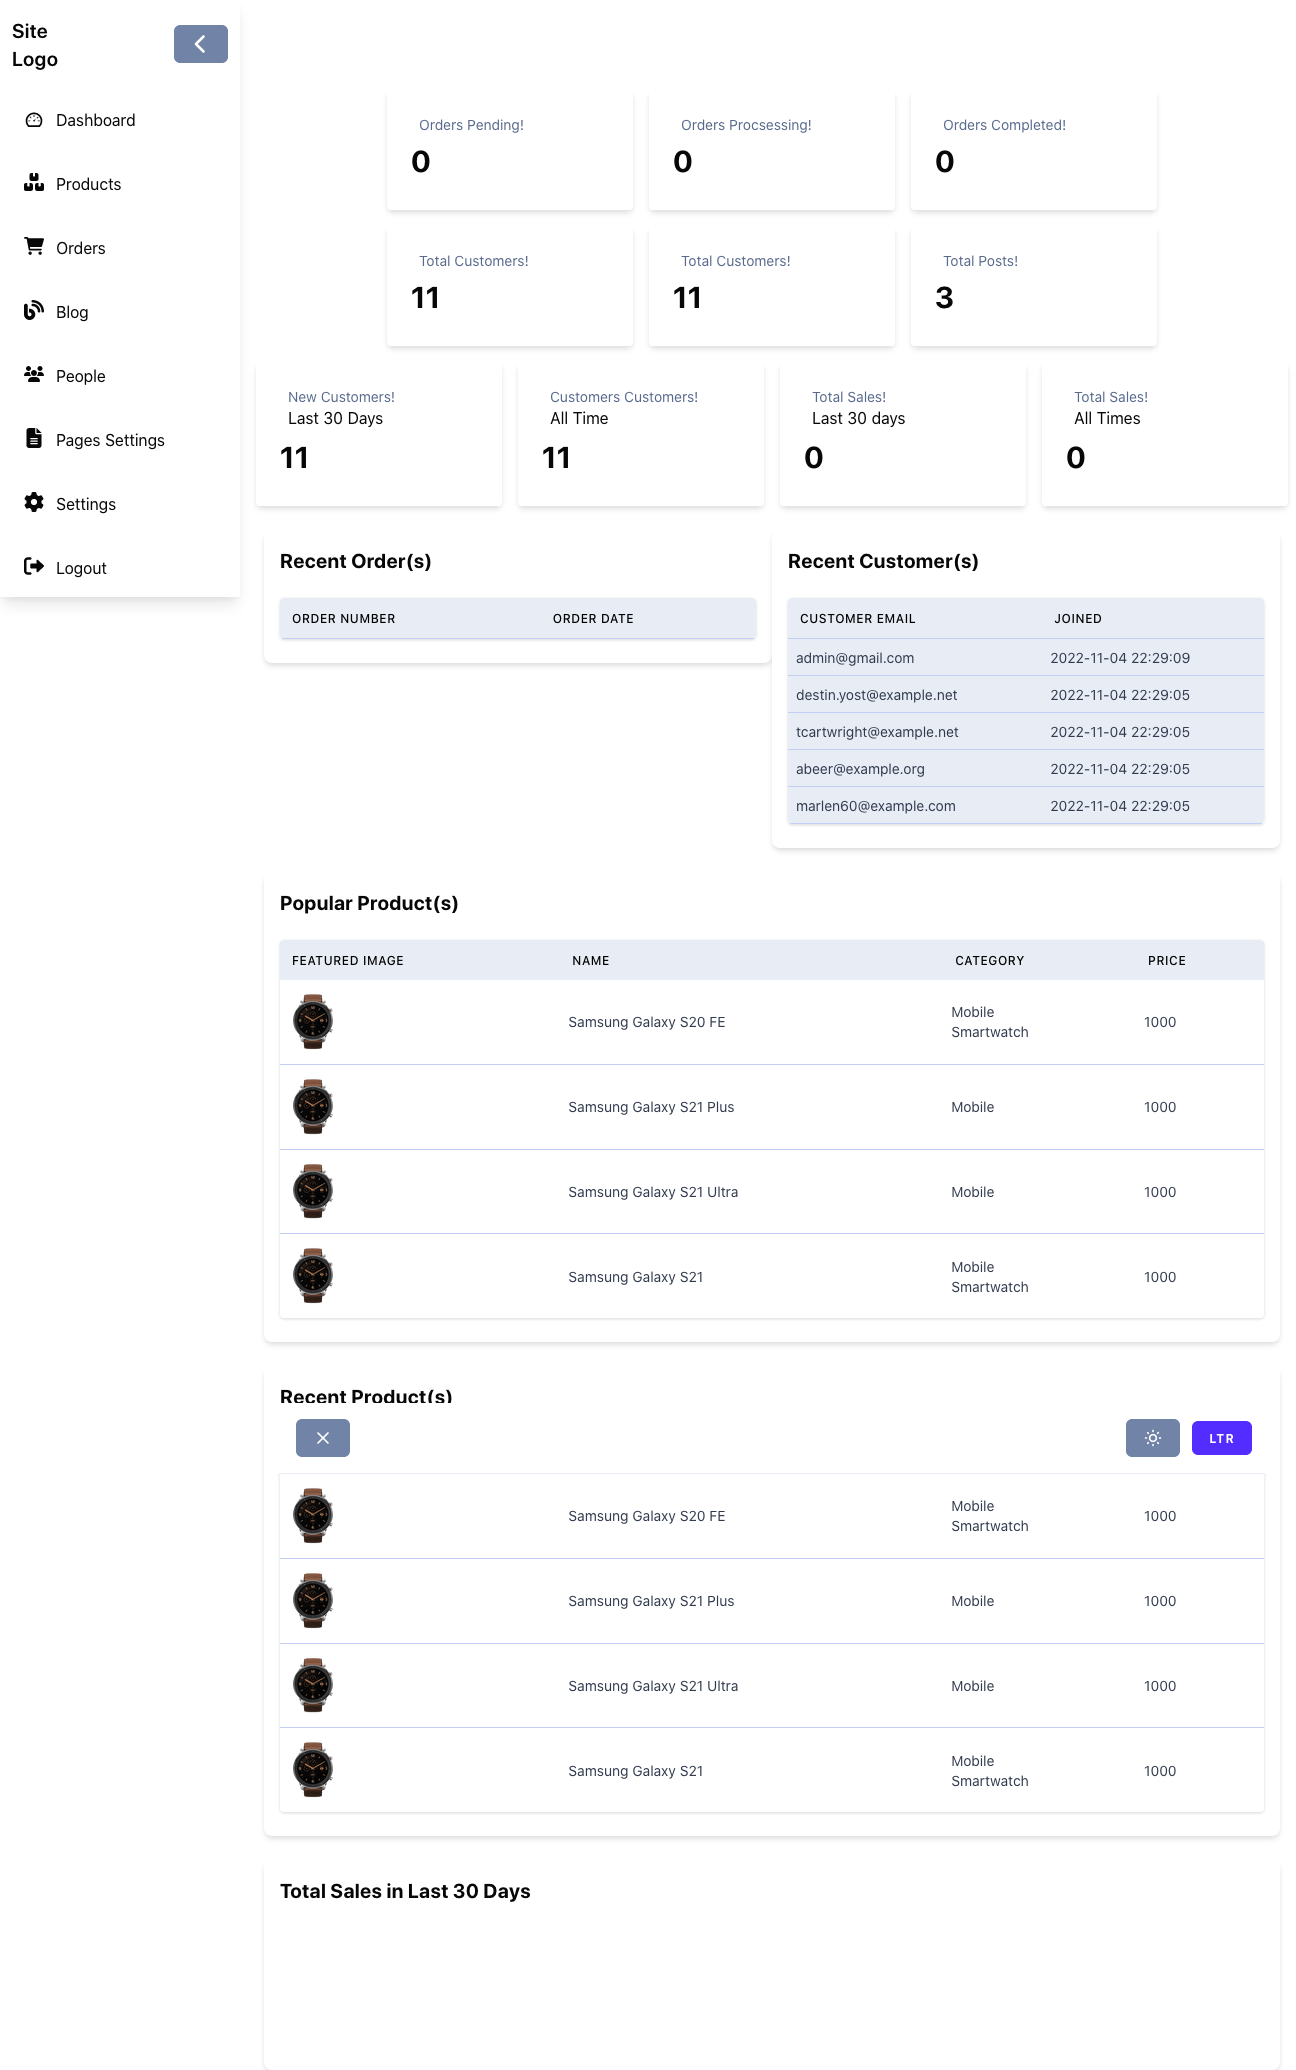 Site
Logo
Dashboard
Products
Orders
Blog
People
Pages Settings
Settings
Logout
Orders Pending!
0
Orders Procsessing!
0
Orders Completed!
0
Total Customers!
11
Total Customers!
11
Total Posts!
3
New Customers!
Last 30 Days
11
Customers Customers!
All Time
11
Total Sales!
Last 30 days
0
Total Sales!
All Times
0
Recent Order(s)
ORDER NUMBER ORDER DATE
Recent Customer(s)
CUSTOMER EMAIL JOINED
admin@gmail.com 2022-11-04 22:29:09
destin.yost@example.net 2022-11-04 22:29:05
tcartwright@example.net 2022-11-04 22:29:05
abeer@example.org 2022-11-04 22:29:05
marlen60@example.com 2022-11-04 22:29:05
Popular Product(s)
FEATURED IMAGE NAME CATEGORY PRICE
Samsung Galaxy S20 FE Mobile Smartwatch 1000
Samsung Galaxy S21 Plus Mobile 1000
Samsung Galaxy S21 Ultra Mobile 1000
Samsung Galaxy S21 Mobile Smartwatch 1000
Recent Product(s)
LTR
Samsung Galaxy S20 FE Mobile Smartwatch 1000
Samsung Galaxy S21 Plus Mobile 1000
Samsung Galaxy S21 Ultra Mobile 1000
Samsung Galaxy S21 Mobile Smartwatch 1000
Total Sales in Last 30 Days